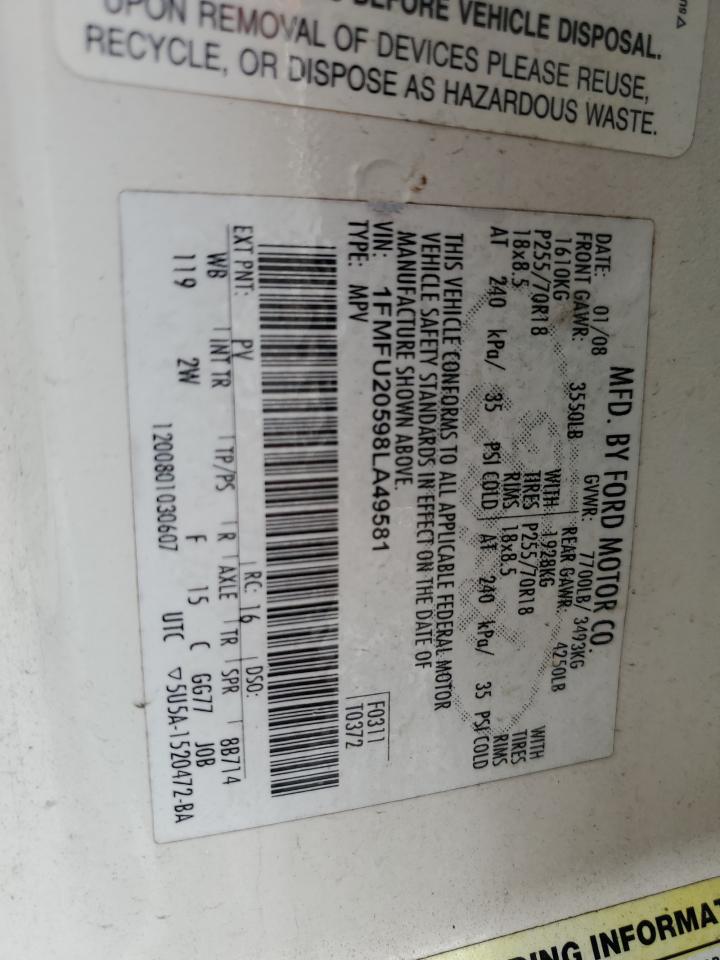 BEFORE VEHICLE DISPOSAL.
UPON REMOVAL OF DEVICES PLEASE REUSE,
RECYCLE, OR DISPOSE AS HAZARDOUS WASTE.
MFD. BY FORD MOTOR CO.
DATE: 01/08 GVWR: 7700LB/ 3493KG
FRONT GAWR: 3550LB REAR GAWR: 4250LB
1610KG WITH 1928KG WITH
P255/70R18 TIRES P255/70R18 TIRES
18x8.5 RIMS 18x8.5 RIMS
AT 240 kPa/ 35 PSI COLD AT 240 kPa/ 35 PSI COLD
THIS VEHICLE CONFORMS TO ALL APPLICABLE FEDERAL MOTOR
VEHICLE SAFETY STANDARDS IN EFFECT ON THE DATE OF
MANUFACTURE SHOWN ABOVE.
VIN: 1FMFU20598LA49581 F0311
TYPE: MPV T0372
EXT PNT: PV RC: 16 DSO:
WB INT TR TP/PS R AXLE TR SPR 8B714
119 2W F 15 C GG77 JOB
1200801030607 UTC ▽5U5A-1520472-BA
ING INFORMAT